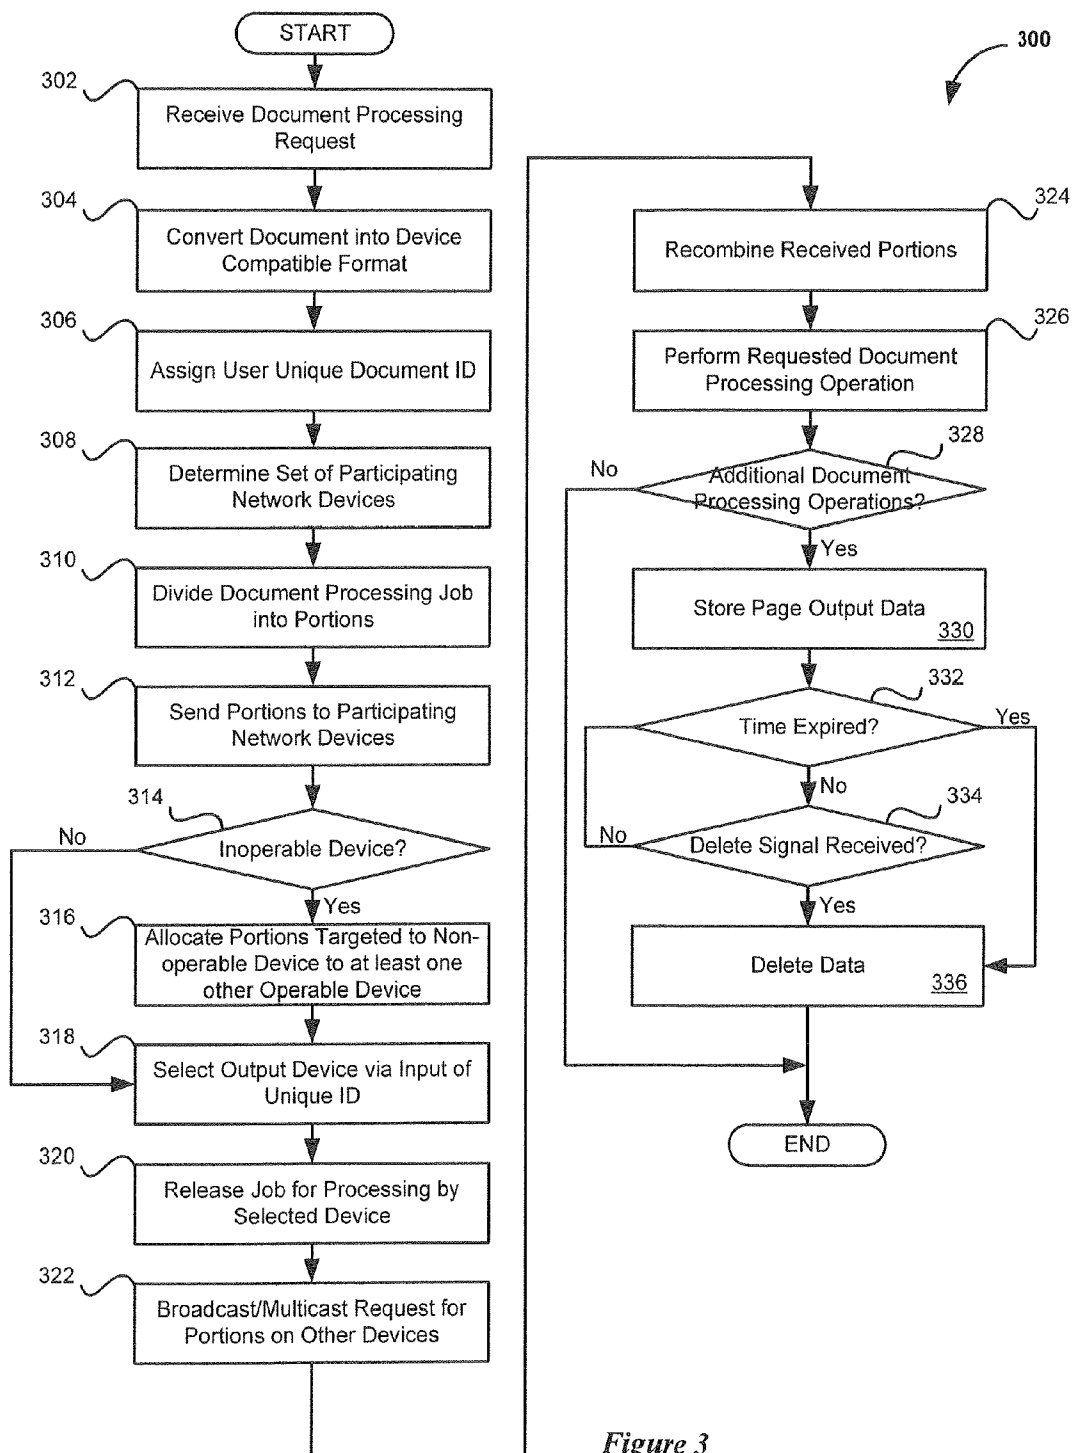 START
300
302
Receive Document Processing
Request
304
Convert Document into Device
Compatible Format
306
Assign User Unique Document ID
308
Determine Set of Participating
Network Devices
310
Divide Document Processing Job
into Portions
312
Send Portions to Participating
Network Devices
314
No
Inoperable Device?
Yes
316
Allocate Portions Targeted to Non-
operable Device to at least one
other Operable Device
318
Select Output Device via Input of
Unique ID
320
Release Job for Processing by
Selected Device
322
Broadcast/Multicast Request for
Portions on Other Devices
324
Recombine Received Portions
326
Perform Requested Document
Processing Operation
328
No
Additional Document
Processing Operations?
Yes
Store Page Output Data
330
332
Time Expired?
Yes
No
334
No
Delete Signal Received?
Yes
Delete Data
336
END
Figure 3